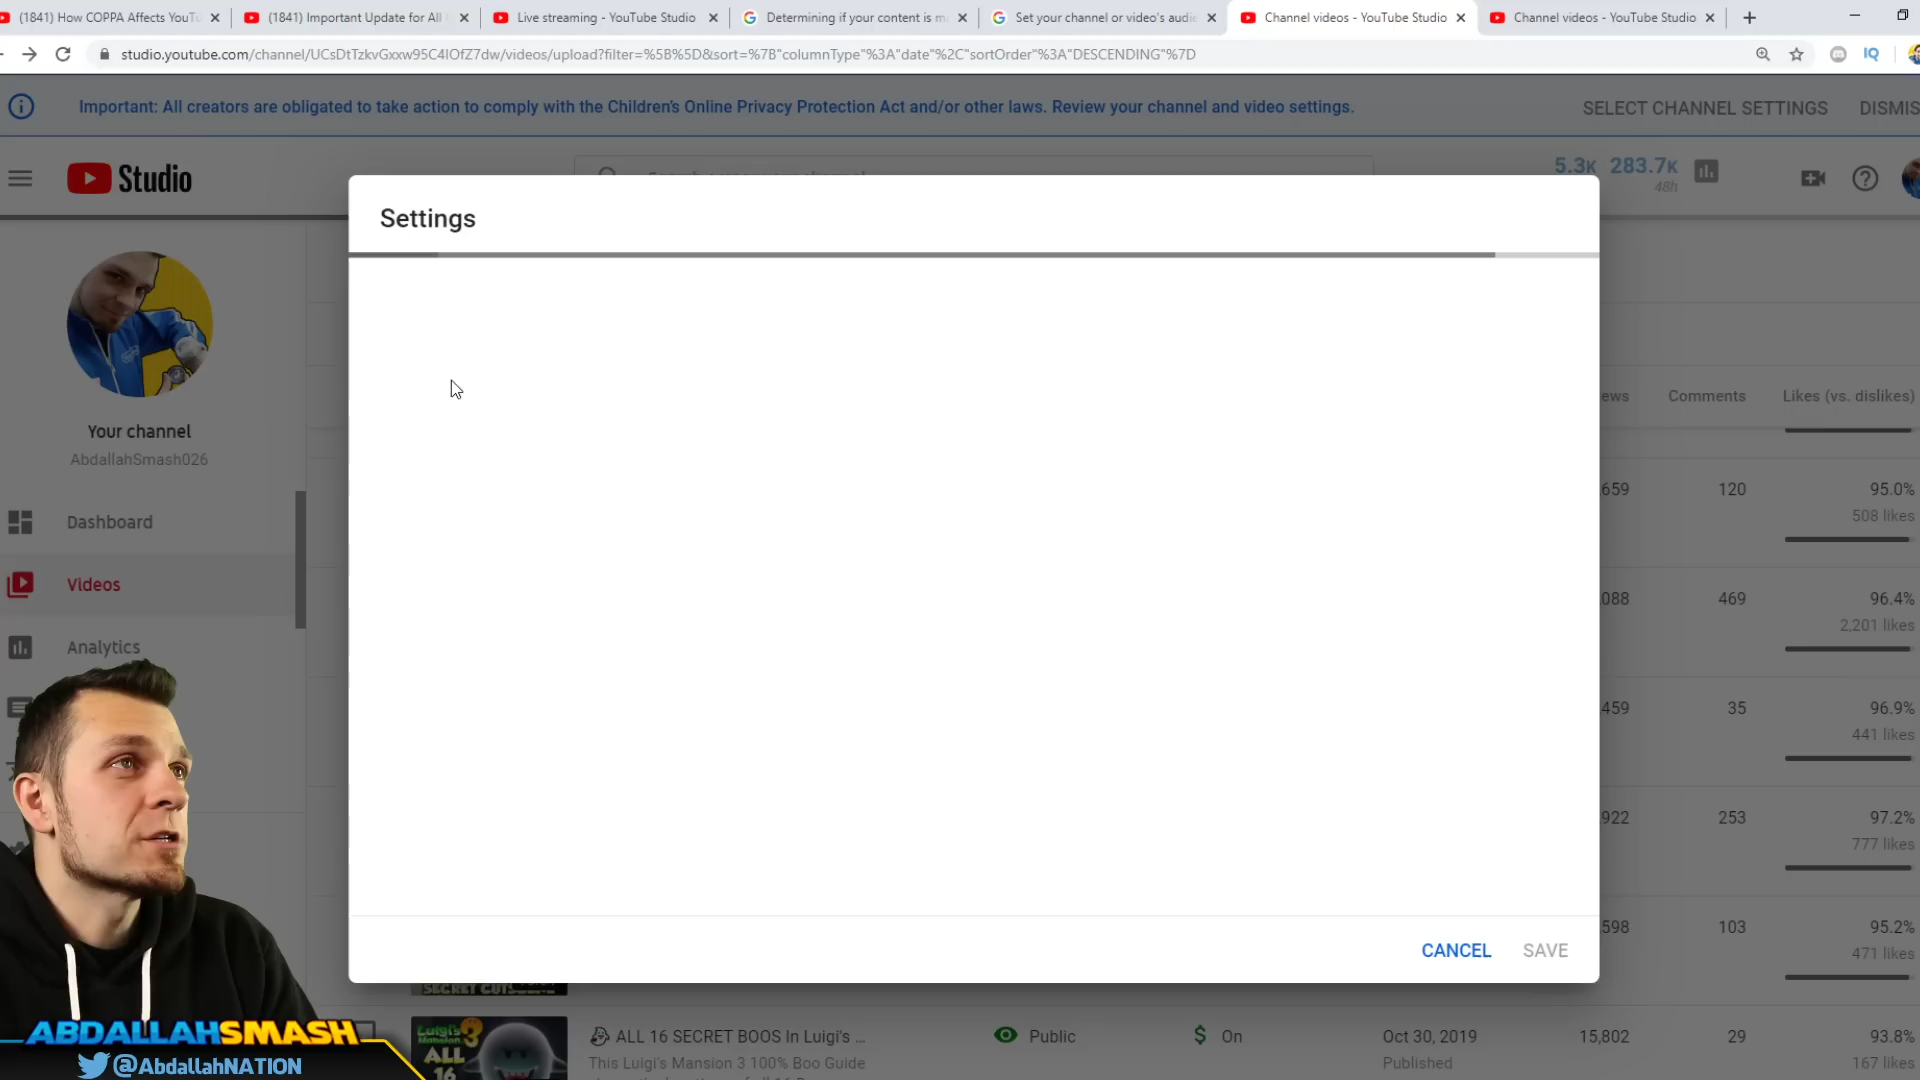 (1841) How COPPA Affects YouTu
(1841) Important Update for All
Live streaming - YouTube Studio
Determining if your content is m
Set your channel or video's audie
Channel videos - YouTube Studio
Channel videos - YouTube Studio
studio.youtube.com/channel/UCsDtTzkvGxxw95C4IOfZ7dw/videos/upload?filter=%5B%5D&sort=%7B"columnType"%3A"date"%2C"sortOrder"%3A"DESCENDING"%7D
IQ
Important: All creators are obligated to take action to comply with the Children's Online Privacy Protection Act and/or other laws. Review your channel and video settings.
SELECT CHANNEL SETTINGS
DISMIS
Studio
5.3K 283.7K
48h
Settings
ews
Comments
Likes (vs. dislikes)
Your channel
AbdallahSmash026
Dashboard
Videos
Analytics
659 120 95.0%
508 likes
088 469 96.4%
2,201 likes
459 35 96.9%
441 likes
922 253 97.2%
777 likes
598 103 95.2%
471 likes
CANCEL
SAVE
LUIGI'S 3
ALL
16
ALL 16 SECRET BOOS In Luigi's ...
Public
On
Oct 30, 2019
15,802
29
93.8%
This Luigi's Mansion 3 100% Boo Guide
Published
167 likes
ABDALLAHSMASH
@AbdallahNATION